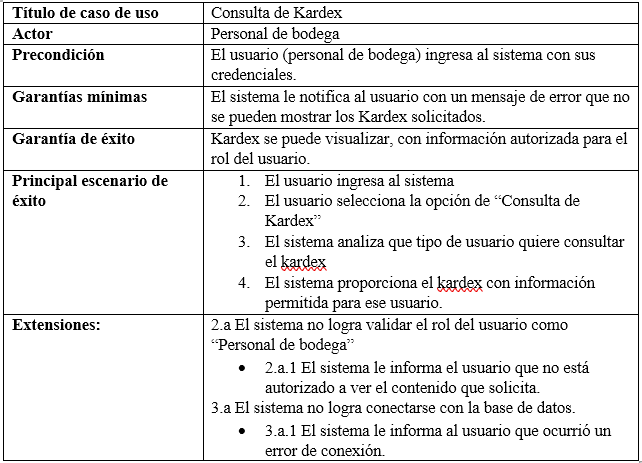 Título de caso de uso Consulta de Kardex
Actor Personal de bodega
Precondición El usuario (personal de bodega) ingresa al sistema con sus
credenciales.
Garantías mínimas El sistema le notifica al usuario con un mensaje de error que no
se pueden mostrar los Kardex solicitados.
Garantía de éxito Kardex se puede visualizar, con información autorizada para el
rol del usuario.
Principal escenario de 1. El usuario ingresa al sistema
éxito 2. El usuario selecciona la opción de “Consulta de
Kardex”
3. El sistema analiza que tipo de usuario quiere consultar
el kardex
4. El sistema proporciona el kardex con información
permitida para ese usuario.
Extensiones: 2.a El sistema no logra validar el rol del usuario como
“Personal de bodega”
• 2.a.1 El sistema le informa el usuario que no está
autorizado a ver el contenido que solicita.
3.a El sistema no logra conectarse con la base de datos.
• 3.a.1 El sistema le informa al usuario que ocurrió un
error de conexión.